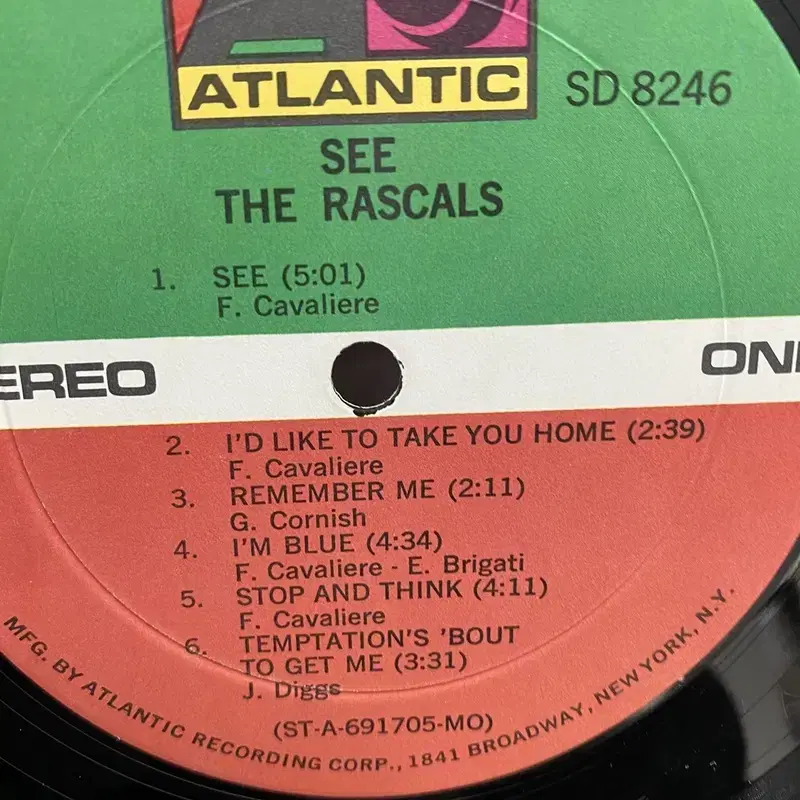 ATLANTIC
SD 8246
SEE
THE RASCALS
1. SEE (5:01)
F. Cavaliere
EREO
ON
2. I'D LIKE TO TAKE YOU HOME (2:39)
F. Cavaliere
3. REMEMBER ME (2:11)
G. Cornish
4. I'M BLUE (4:34)
F. Cavaliere - E. Brigati
5. STOP AND THINK (4:11)
F. Cavaliere
6. TEMPTATION'S 'BOUT
TO GET ME (3:31)
J. Diggs
(ST-A-691705-MO)
MFG. BY ATLANTIC RECORDING CORP., 1841 BROADWAY, NEW YORK, N.Y.